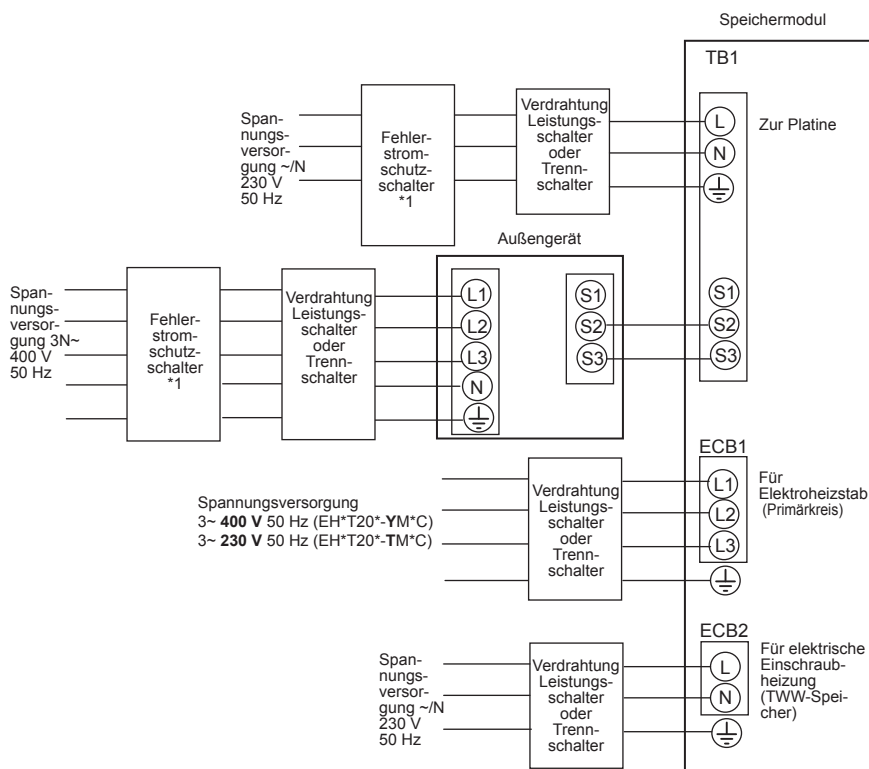 Speichermodul
TB1
Span-
nungs-
versor-
gung ~/N
230 V
50 Hz
Fehler-
strom-
schutz-
schalter
*1
Verdrahtung
Leistungs-
schalter
oder
Trenn-
schalter
L
N
Zur Platine
Außengerät
Span-
nungs-
versor-
gung 3N~
400 V
50 Hz
Fehler-
strom-
schutz-
schalter
*1
Verdrahtung
Leistungs-
schalter
oder
Trenn-
schalter
L1
L2
L3
N
S1
S2
S3
S1
S2
S3
ECB1
Spannungsversorgung
3~ 400 V 50 Hz (EH*T20*-YM*C)
3~ 230 V 50 Hz (EH*T20*-TM*C)
Verdrahtung
Leistungs-
schalter
oder
Trenn-
schalter
L1
L2
L3
Für
Elektroheizstab
(Primärkreis)
ECB2
Span-
nungs-
versor-
gung ~/N
230 V
50 Hz
Verdrahtung
Leistungs-
schalter
oder
Trenn-
schalter
L
N
Für elektrische
Einschraub-
heizung
(TWW-Spei-
cher)